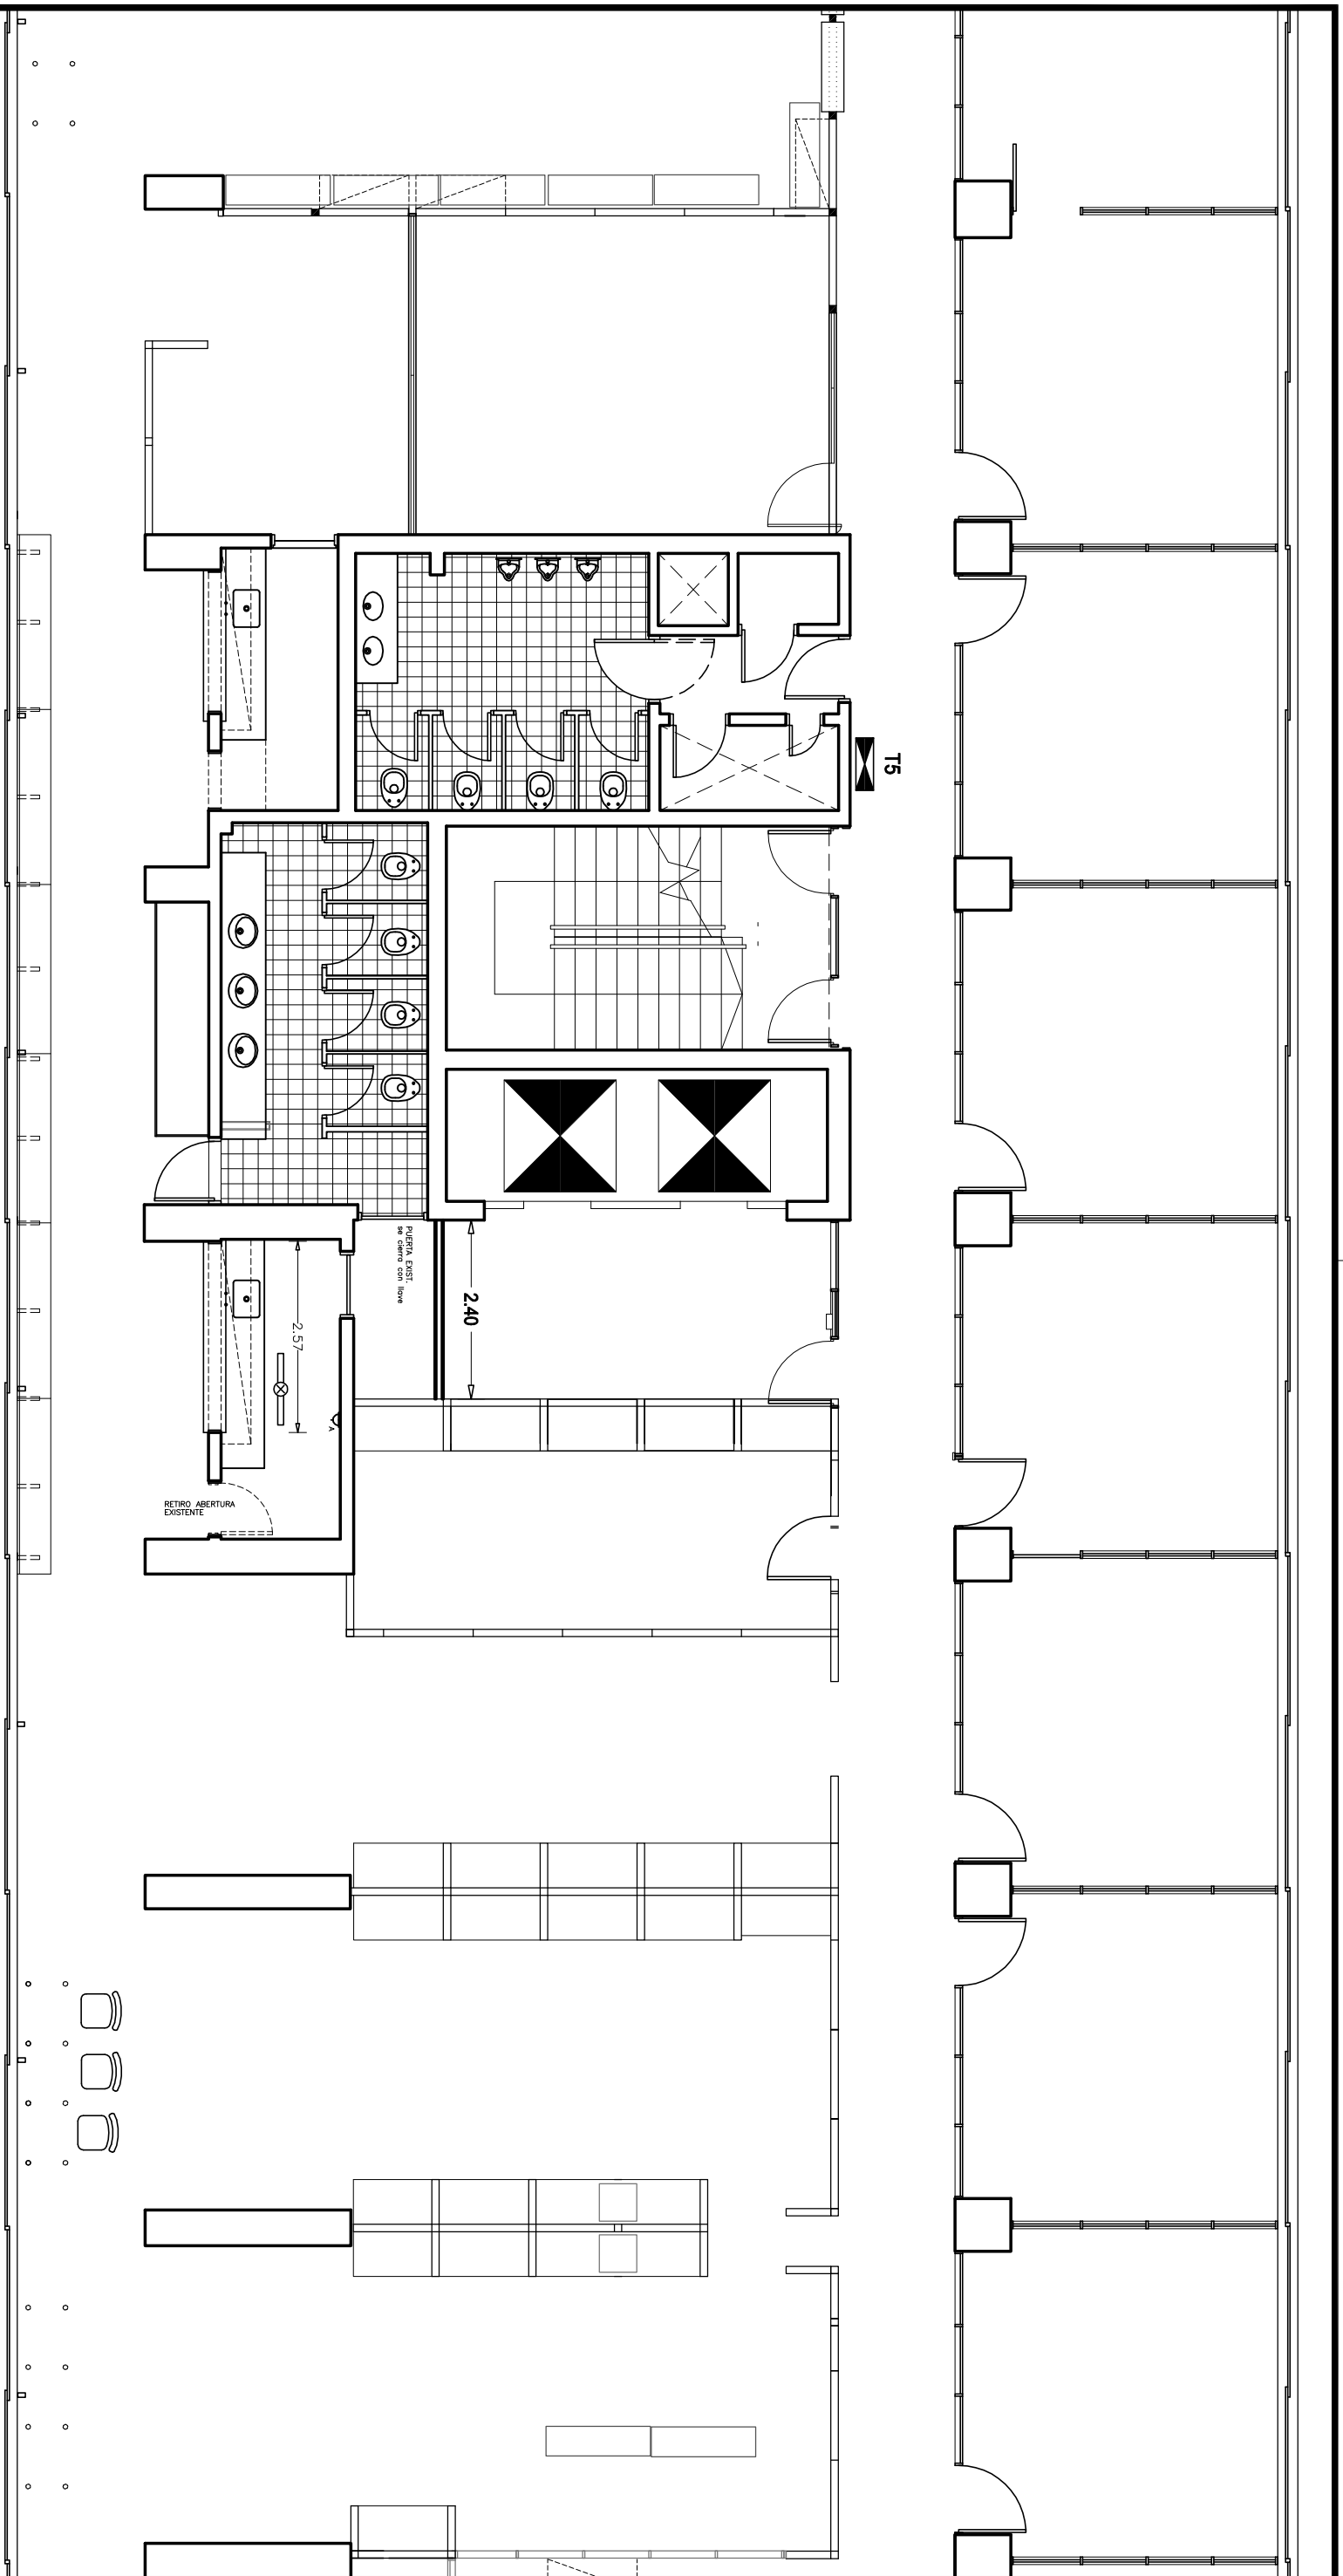 T5
PUERTA EXIST.
se cierra con llave
2.40
2.57
A
RETIRO ABERTURA
EXISTENTE